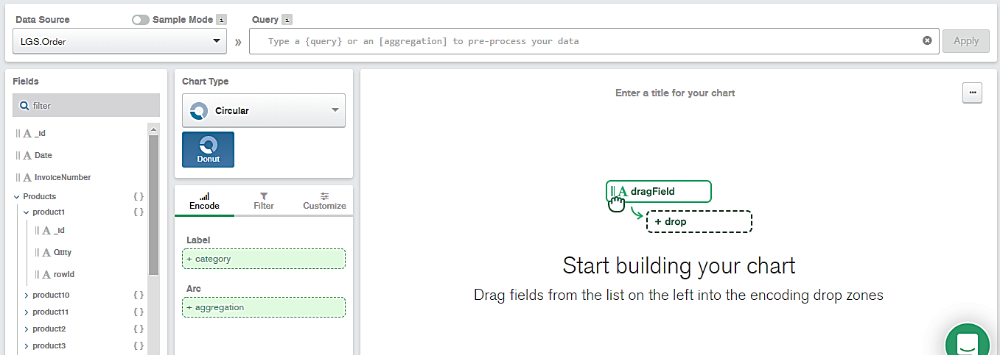 Data Source
Sample Mode i
Query i
LGS.Order
»
Type a {query} or an [aggregation] to pre-process your data
Apply
Fields
filter
A _id
A Date
A InvoiceNumber
Products { }
product1 { }
A _id
A Qtity
A rowId
product10 { }
product11 { }
product2 { }
product3 { }
Chart Type
Circular
Donut
Encode
Filter
Customize
Label
+ category
Arc
+ aggregation
Enter a title for your chart
...
A dragField
+ drop
Start building your chart
Drag fields from the list on the left into the encoding drop zones